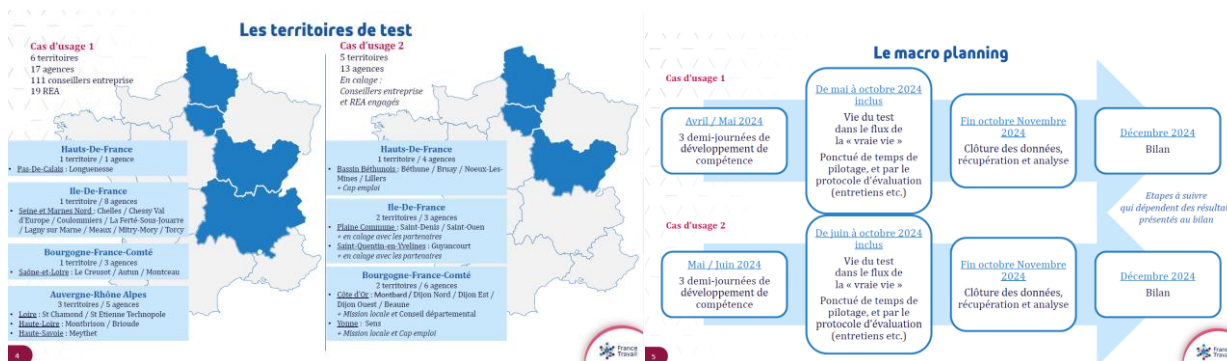 Les territoires de test
Cas d'usage 1
6 territoires
17 agences
111 conseillers entreprise
19 REA
Hauts-De-France
1 territoire / 1 agence
• Pas-De-Calais : Longuenesse
Ile-De-France
1 territoire / 8 agences
• Seine et Marnes Nord : Chelles / Chessy Val
d'Europe / Coulommiers / La Ferté-Sous-Jouarre
/ Lagny sur Marne / Meaux / Mitry-Mory / Torcy
Bourgogne-France-Comté
1 territoire / 3 agences
• Saône-et-Loire : Le Creusot / Autun / Montceau
Auvergne-Rhône Alpes
3 territoires / 5 agences
• Loire : St Chamond / St Etienne Technopole
• Haute-Loire : Montbrison / Brioude
• Haute-Savoie : Meythet
4
Cas d'usage 2
5 territoires
13 agences
En calage :
Conseillers entreprise
et REA engagés
Hauts-De-France
1 territoire / 4 agences
• Bassin Béthunois : Béthune / Bruay / Noeux-Les-
Mines / Lillers
+ Cap emploi
Ile-De-France
2 territoires / 3 agences
• Plaine Commune : Saint-Denis / Saint-Ouen
+ en calage avec les partenaires
• Saint-Quentin-en-Yvelines : Guyancourt
+ en calage avec les partenaires
Bourgogne-France-Comté
2 territoires / 6 agences
• Côte d'Or : Montbard / Dijon Nord / Dijon Est /
Dijon Ouest / Beaune
+ Mission locale et Conseil départemental
• Yonne : Sens
+ Mission locale et Cap emploi
France
Travail
Le macro planning
Cas d'usage 1
Avril / Mai 2024
3 demi-journées de
développement de
compétence
De mai à octobre 2024
inclus
Vie du test
dans le flux de
la « vraie vie »
Ponctué de temps de
pilotage, et par le
protocole d'évaluation
(entretiens etc.)
Fin octobre Novembre
2024
Clôture des données,
récupération et analyse
Décembre 2024
Bilan
Etapes à suivre
qui dépendent des résultat
présentés au bilan
Cas d'usage 2
Mai / Juin 2024
3 demi-journées de
développement de
compétence
De juin à octobre 2024
inclus
Vie du test
dans le flux de
la « vraie vie »
Ponctué de temps de
pilotage, et par le
protocole d'évaluation
(entretiens etc.)
Fin octobre Novembre
2024
Clôture des données,
récupération et analyse
Décembre 2024
Bilan
5